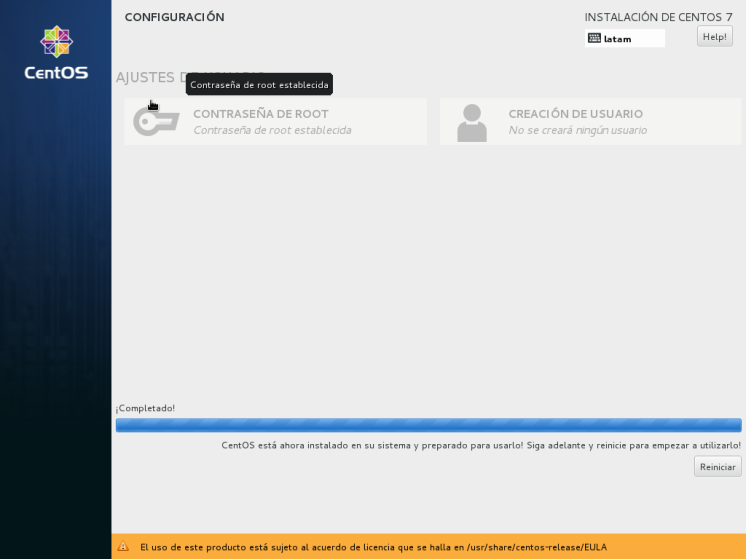 CONFIGURACIÓN
INSTALACIÓN DE CENTOS 7
latam
Help!
CentOS
AJUSTES
Contraseña de root establecida
CONTRASEÑA DE ROOT
Contraseña de root establecida
CREACIÓN DE USUARIO
No se creará ningún usuario
¡Completado!
CentOS está ahora instalado en su sistema y preparado para usarlo! Siga adelante y reinicie para empezar a utilizarlo!
Reiniciar
El uso de este producto está sujeto al acuerdo de licencia que se halla en /usr/share/centos-release/EULA